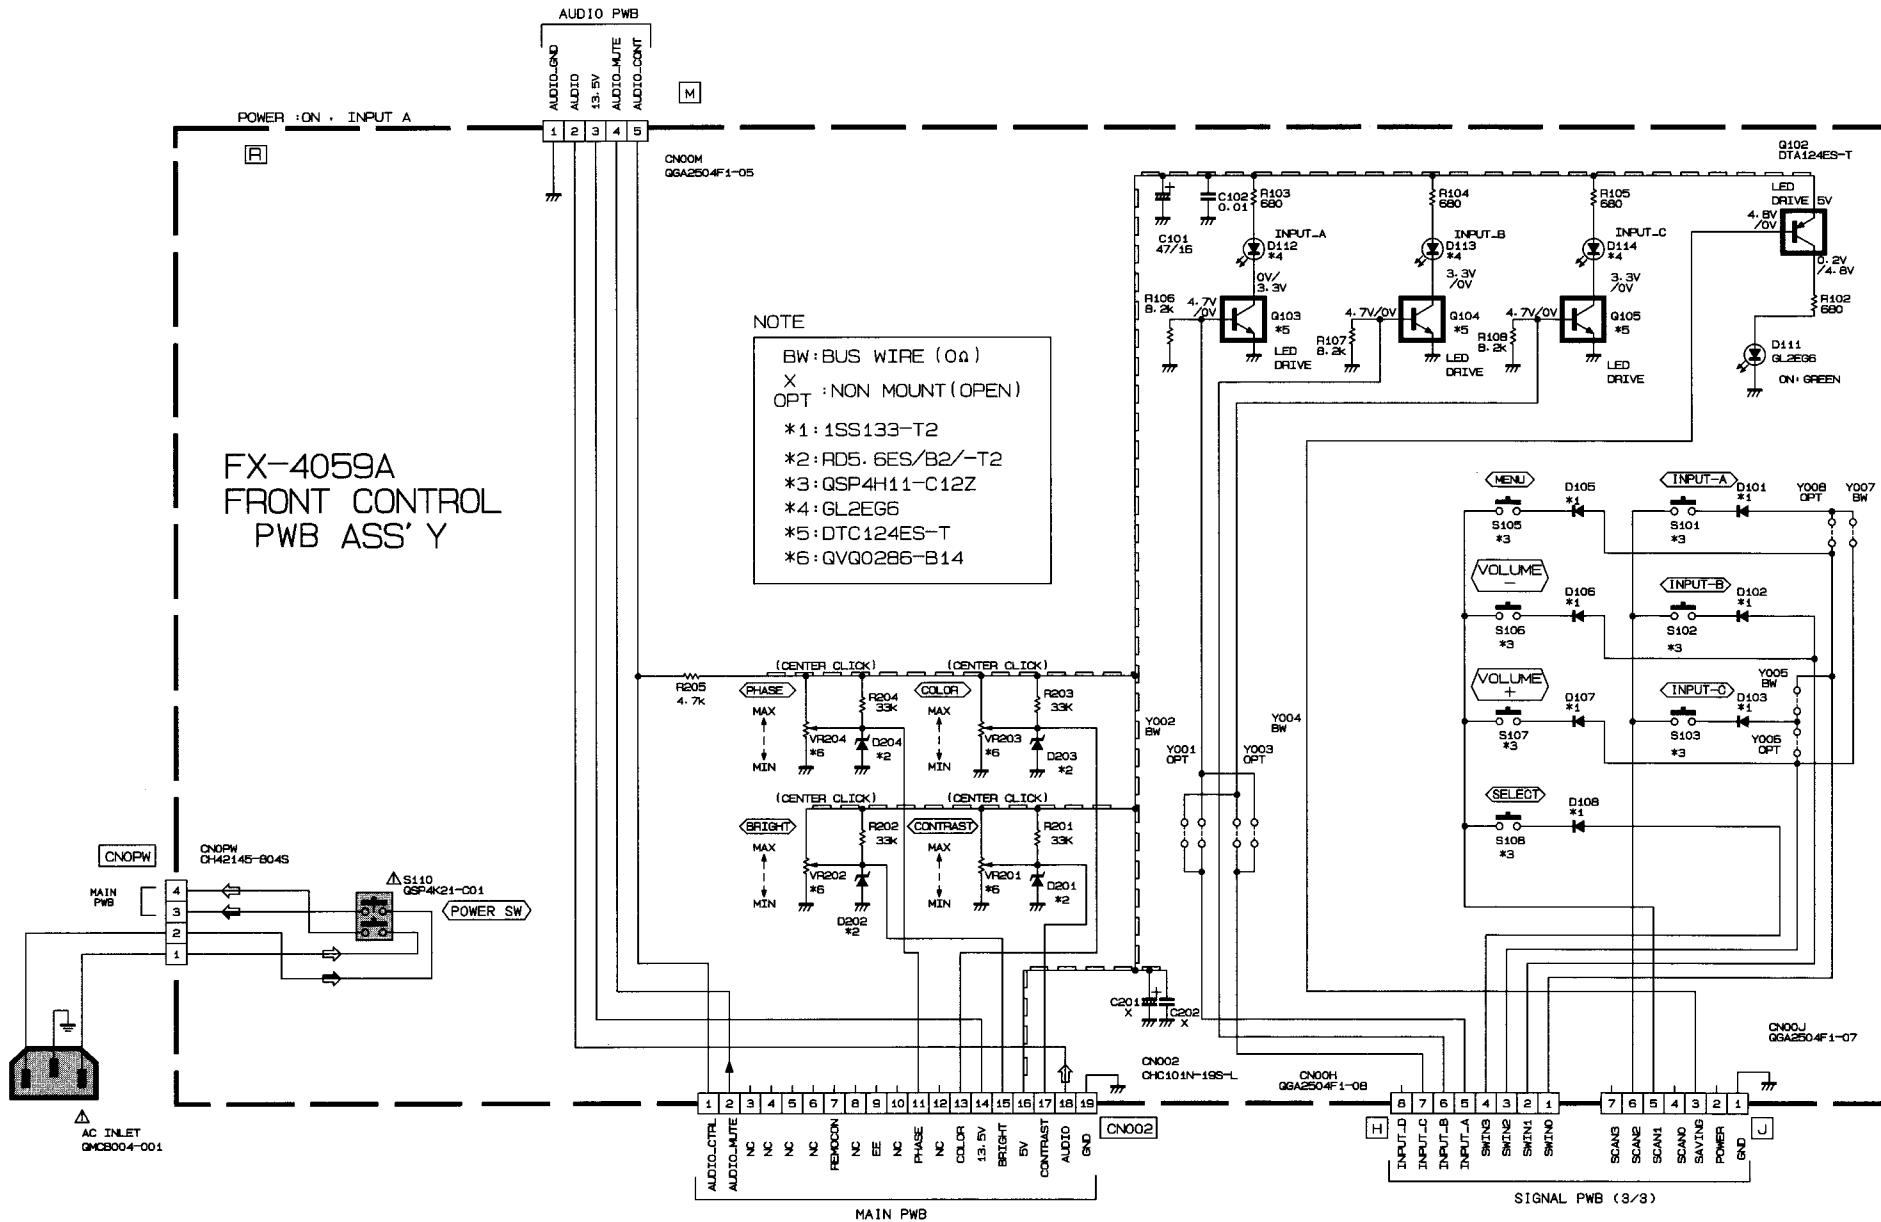 AUDIO PWB
AUDIO_GND
AUDIO
13.5V
AUDIO_MUTE
AUDIO_CONT
M
POWER :ON , INPUT A
R
1 2 3 4 5
CN00M
QGA2504F1-05
FX-4059A
FRONT CONTROL
PWB ASS'Y
NOTE
BW:BUS WIRE (0Ω)
X
OPT :NON MOUNT(OPEN)
*1:1SS133-T2
*2:RD5.6ES/B2/-T2
*3:QSP4H11-C12Z
*4:GL2EG6
*5:DTC124ES-T
*6:QVQ0286-B14
C101
47/16
C102
0.01
R103
680
INPUT_A
D112
*4
0V/
3.3V
R106
8.2K
4.7V
/0V
Q103
*5
LED
DRIVE
R104
680
INPUT_B
D113
*4
3.3V
/0V
4.7V/0V
R107
8.2K
Q104
*5
LED
DRIVE
R105
680
INPUT_C
D114
*4
3.3V
/0V
4.7V/0V
R108
8.2K
Q105
*5
LED
DRIVE
Q102
DTA124ES-T
LED
DRIVE
5V
4.8V
/0V
0.2V
/4.8V
R102
680
D111
GL2EG6
ON:GREEN
MENU
S105
*3
D105
*1
INPUT-A
S101
*3
D101
*1
Y008
OPT
Y007
BW
VOLUME
-
S106
*3
D106
*1
INPUT-B
S102
*3
D102
*1
VOLUME
+
S107
*3
D107
*1
INPUT-C
S103
*3
D103
*1
Y005
BW
Y006
OPT
SELECT
S108
*3
D108
*1
R205
4.7K
(CENTER CLICK)
(CENTER CLICK)
PHASE
MAX
MIN
VR204
*6
R204
33K
D204
*2
COLOR
MAX
MIN
VR203
*6
R203
33K
D203
*2
Y002
BW
Y001
OPT
Y003
OPT
Y004
BW
(CENTER CLICK)
(CENTER CLICK)
BRIGHT
MAX
MIN
VR202
*6
R202
33K
D202
*2
CONTRAST
MAX
MIN
VR201
*6
R201
33K
D201
*2
CN0PW
CN0PW
CH42145-804S
MAIN
PWB
4
3
2
1
S110
QSP4K21-C01
POWER SW
AC INLET
QMCB004-001
C201
X
C202
X
CN002
CHC101N-19S-L
1 2 3 4 5 6 7 8 9 10 11 12 13 14 15 16 17 18 19
CN002
AUDIO_CTRL
AUDIO_MUTE
NC
NC
NC
NC
REMOCON
NC
EE
NC
PHASE
NC
COLOR
13.5V
BRIGHT
5V
CONTRAST
AUDIO
GND
MAIN PWB
CN00H
QGA2504F1-08
H
8 7 6 5 4 3 2 1
INPUT_D
INPUT_C
INPUT_B
INPUT_A
SWIN3
SWIN2
SWIN1
SWIN0
CN00J
QGA2504F1-07
7 6 5 4 3 2 1
J
SCAN3
SCAN2
SCAN1
SCAN0
SAVING
POWER
GND
SIGNAL PWB (3/3)